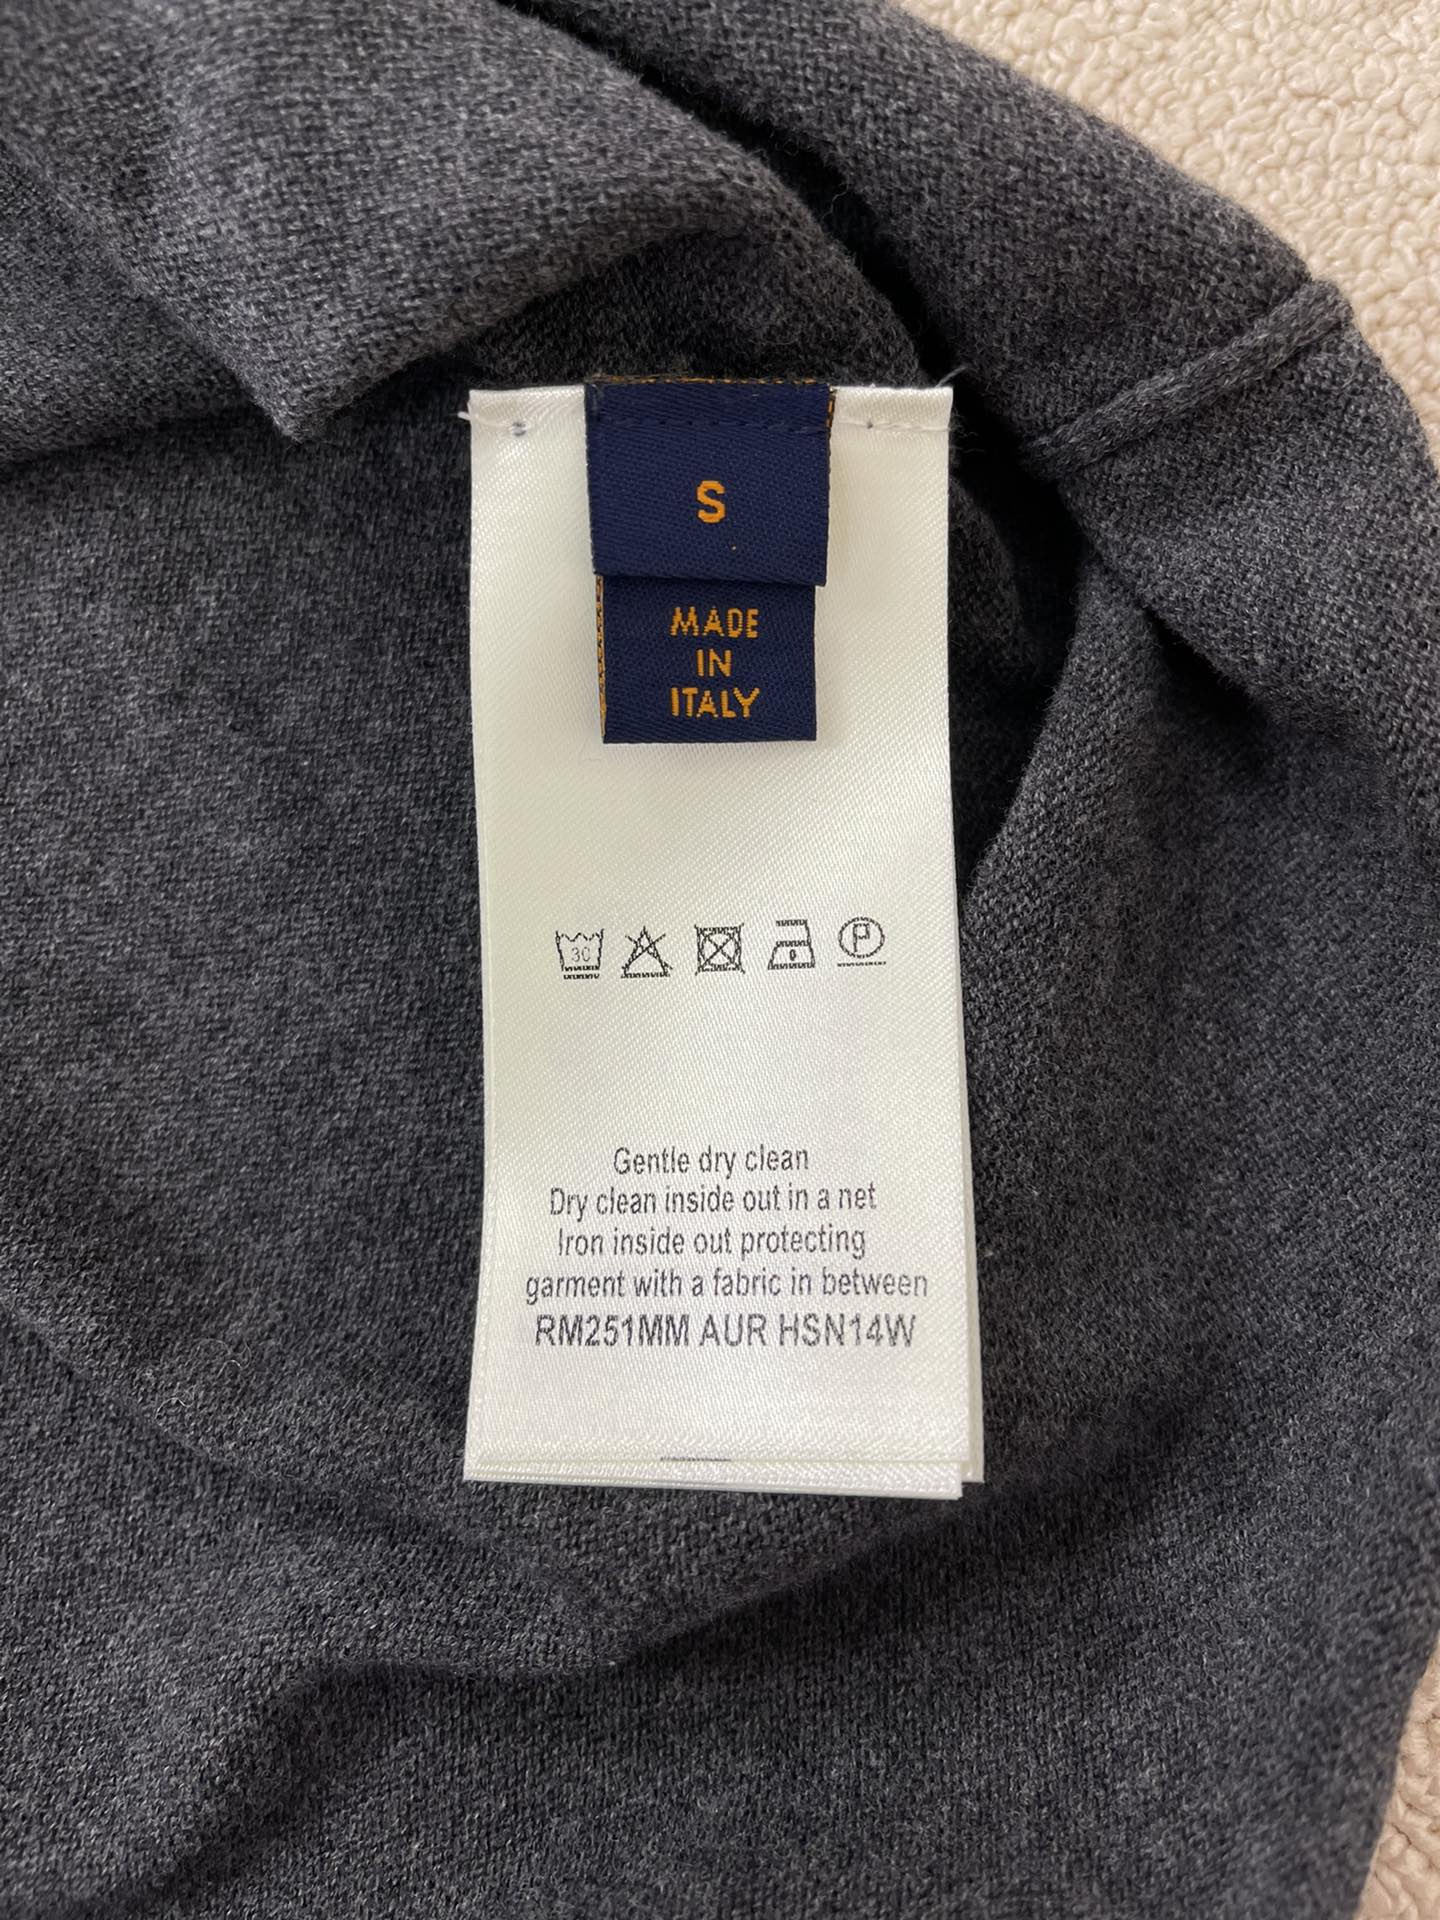 S
MADE
IN
ITALY
30 P
Gentle dry clean
Dry clean inside out in a net
Iron inside out protecting
garment with a fabric in between
RM251MM AUR HSN14W